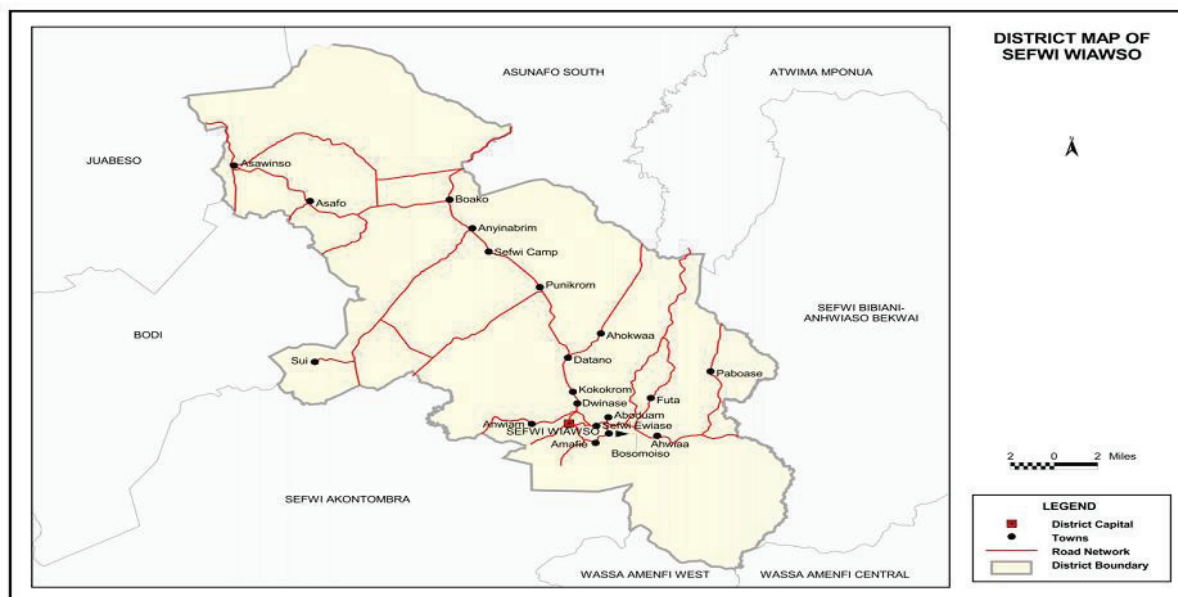 DISTRICT MAP OF
SEFWI WIAWSO
ASUNAFO SOUTH
ATWIMA MPONUA
JUABESO
Asawinso
Asafo
Boako
Anyinabrim
Sefwi Camp
Punikrom
SEFWI BIBIANI-
ANHWIASO BEKWAI
BODI
Ahokwaa
Sui
Datano
Paboase
Kokokrom
Dwinase
Futa
Aboduam
Anwiam
SEFWI WIAWSO
Sefwi Ewiase
Amafie
Ahwiaa
Bosomoiso
SEFWI AKONTOMBRA
WASSA AMENFI WEST
WASSA AMENFI CENTRAL
2 0 2 Miles
LEGEND
District Capital
Towns
Road Network
District Boundary